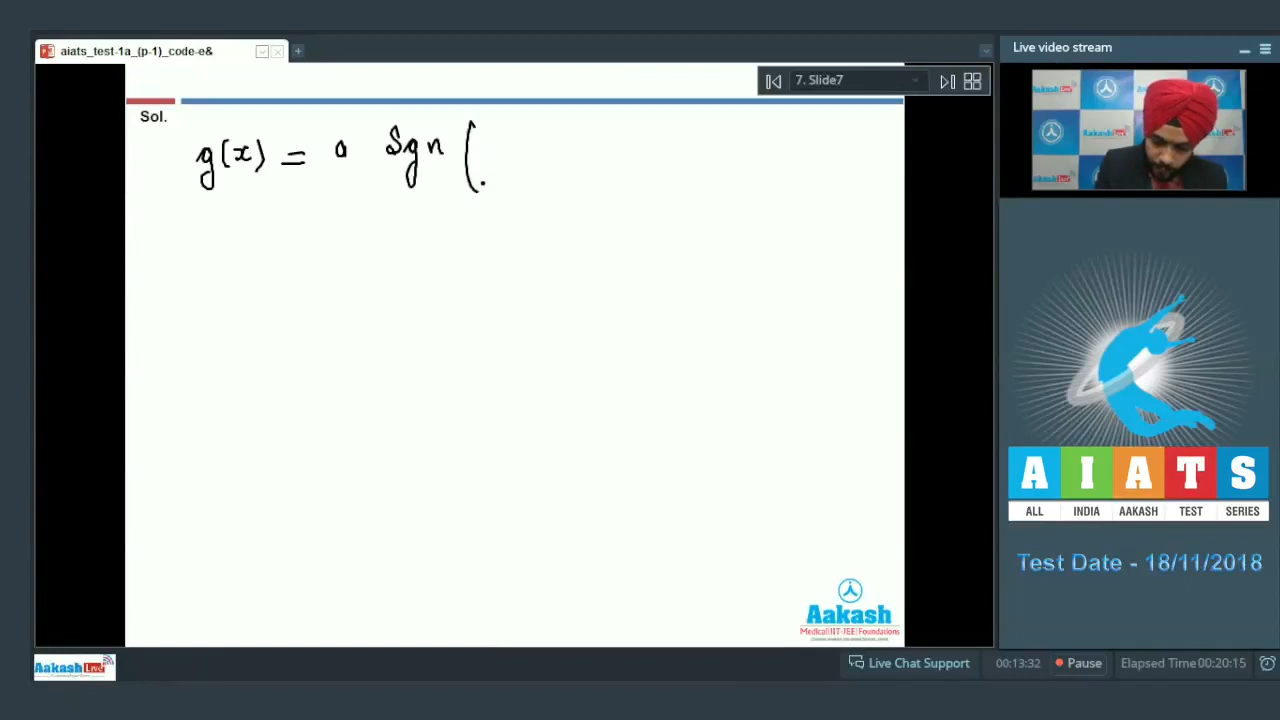 aiats_test-1a_(p-1)_code-e&
7. Slide7
Sol.
g(x) = a Sgn (
Aakash
Medical|IIT-JEE|Foundations
Live video stream
A I A T S
ALL INDIA AAKASH TEST SERIES
Test Date - 18/11/2018
Aakash Live
Live Chat Support
00:13:32
Pause
Elapsed Time 00:20:15